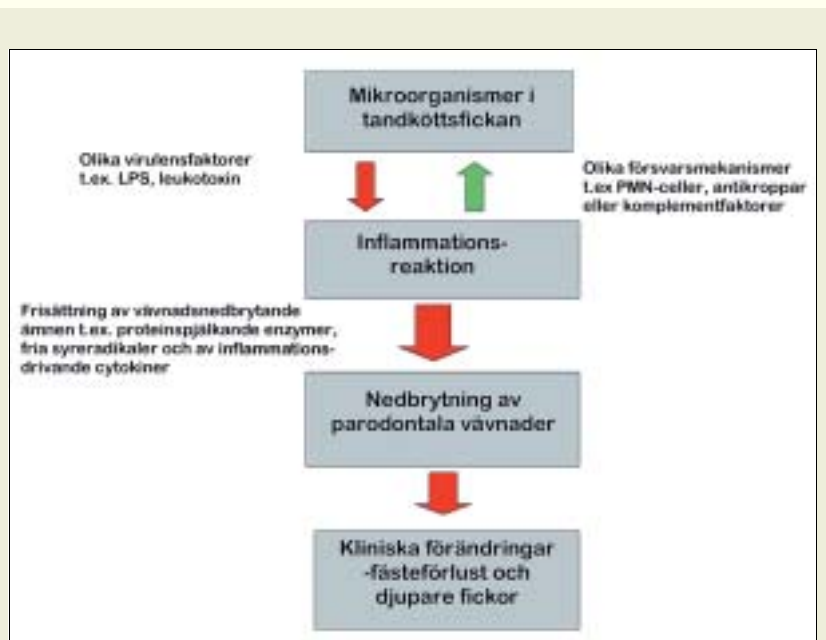 Mikroorganismer i
tandköttsfickan
Olika virulensfaktorer
t.ex. LPS, leukotoxin
Olika försvarsmekanismer
t.ex PMN-celler, antikroppar
eller komplementfaktorer
Inflammations-
reaktion
Frisättning av vävnadsnedbrytande
ämnen t.ex. proteinspjälkande enzymer,
fria syreradikaler och av inflammations-
drivande cytokiner
Nedbrytning av
parodontala vävnader
Kliniska förändringar
-fästeförlust och
djupare fickor